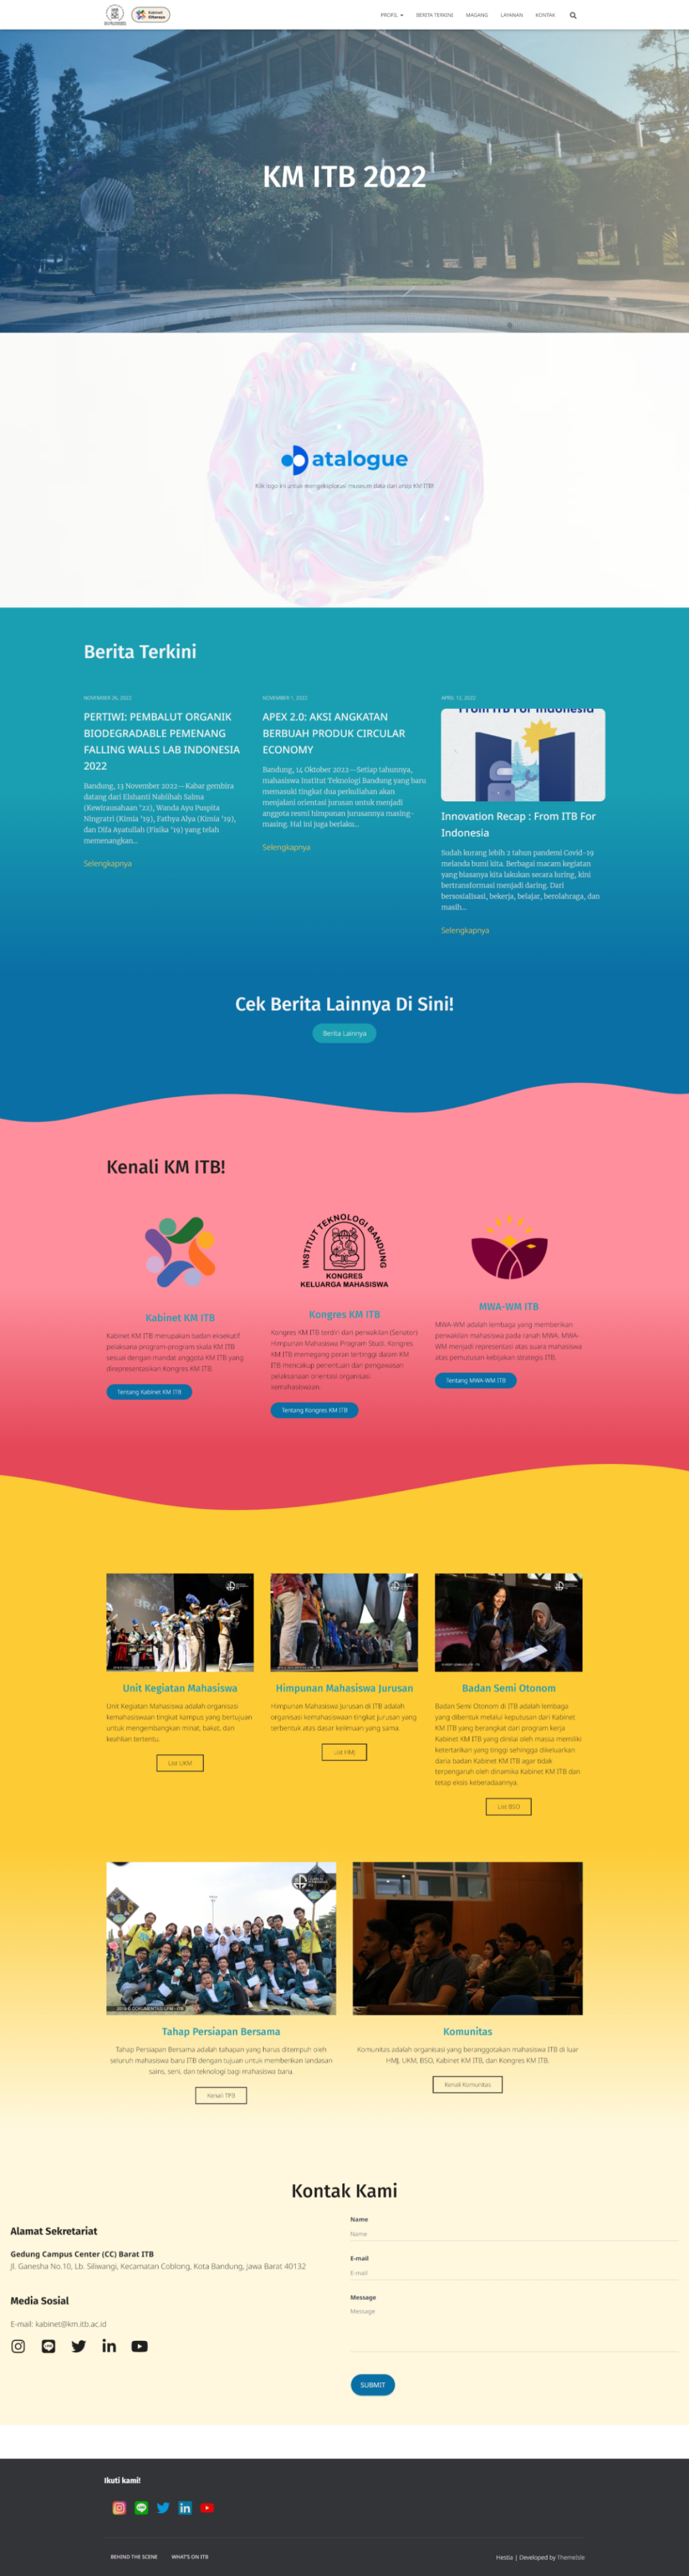 Kabinet
PROFIL
BERITA TERKINI
MAGANG
LAYANAN
KONTAK
KM ITB 2022
atalogue
Klik logo ini untuk mengeksplorasi museum data dan arsip KM ITB!
Berita Terkini
NOVEMBER 26, 2022
PERTIWI: PEMBALUT ORGANIK
BIODEGRADABLE PEMENANG
FALLING WALLS LAB INDONESIA
2022
Bandung, 13 November 2022— Kabar gembira
datang dari Elshanti Nabiihah Salma
(Kewirausahaan '22), Wanda Ayu Puspita
Ningratri (Kimia '19), Fathya Alya (Kimia '19),
dan Difa Ayatullah (Fisika '19) yang telah
memenangkan...
Selengkapnya
NOVEMBER 1, 2022
APEX 2.0: AKSI ANGKATAN
BERBUAH PRODUK CIRCULAR
ECONOMY
Bandung, 14 Oktober 2022—Setiap tahunnya,
mahasiswa Institut Teknologi Bandung yang baru
memasuki tingkat dua perkuliahan akan
menjalani orientasi jurusan untuk menjadi
anggota resmi himpunan jurusannya masing-
masing. Hal ini juga berlaku...
Selengkapnya
APRIL 12, 2022
From ITB For Indonesia
Innovation Recap : From ITB For
Indonesia
Sudah kurang lebih 2 tahun pandemi Covid-19
melanda bumi kita. Berbagai macam kegiatan
yang biasanya kita lakukan secara luring, kini
bertransformasi menjadi daring. Dari
bersosialisasi, bekerja, belajar, berolahraga, dan
masih...
Selengkapnya
Cek Berita Lainnya Di Sini!
Berita Lainnya
Kenali KM ITB!
Kabinet KM ITB
Kabinet KM ITB merupakan badan eksekutif
pelaksana program-program skala KM ITB
sesuai dengan mandat anggota KM ITB yang
direpresentasikan Kongres KM ITB.
Tentang Kabinet KM ITB
INSTITUT TEKNOLOGI BANDUNG
KONGRES
KELUARGA MAHASISWA
Kongres KM ITB
Kongres KM ITB terdiri dari perwakilan (Senator)
Himpunan Mahasiswa Program Studi. Kongres
KM ITB memegang peran tertinggi dalam KM
ITB mencakup penentuan dan pengawasan
pelaksanaan orientasi organisasi
kemahasiswaan.
Tentang Kongres KM ITB
MWA-WM ITB
MWA-WM adalah lembaga yang memberikan
perwakilan mahasiswa pada ranah MWA. MWA-
WM menjadi representasi atas suara mahasiswa
atas pemutusan kebijakan strategis ITB.
Tentang MWA-WM ITB
Unit Kegiatan Mahasiswa
Unit Kegiatan Mahasiswa adalah organisasi
kemahasiswaan tingkat kampus yang bertujuan
untuk mengembangkan minat, bakat, dan
keahlian tertentu.
List UKM
Himpunan Mahasiswa Jurusan
Himpunan Mahasiswa Jurusan di ITB adalah
organisasi kemahasiswaan tingkat jurusan yang
terbentuk atas dasar keilmuan yang sama.
List HMJ
Badan Semi Otonom
Badan Semi Otonom di ITB adalah lembaga
yang dibentuk melalui keputusan dari Kabinet
KM ITB yang berangkat dari program kerja
Kabinet KM ITB yang dinilai oleh massa memiliki
ketertarikan yang tinggi sehingga dikeluarkan
daria badan Kabinet KM ITB agar tidak
terpengaruh oleh dinamika Kabinet KM ITB dan
tetap eksis keberadaannya.
List BSO
Tahap Persiapan Bersama
Tahap Persiapan Bersama adalah tahapan yang harus ditempuh oleh
seluruh mahasiswa baru ITB dengan tujuan untuk memberikan landasan
sains, seni, dan teknologi bagi mahasiswa baru.
Kenali TPB
Komunitas
Komunitas adalah organisasi yang beranggotakan mahasiswa ITB di luar
HMJ, UKM, BSO, Kabinet KM ITB, dan Kongres KM ITB.
Kenali Komunitas
Kontak Kami
Alamat Sekretariat
Gedung Campus Center (CC) Barat ITB
Jl. Ganesha No.10, Lb. Siliwangi, Kecamatan Coblong, Kota Bandung, Jawa Barat 40132
Media Sosial
E-mail: kabinet@km.itb.ac.id
Name
Name
E-mail
E-mail
Message
Message
SUBMIT
Ikuti kami!
BEHIND THE SCENE
WHAT'S ON ITB
Hestia | Developed by ThemeIsle